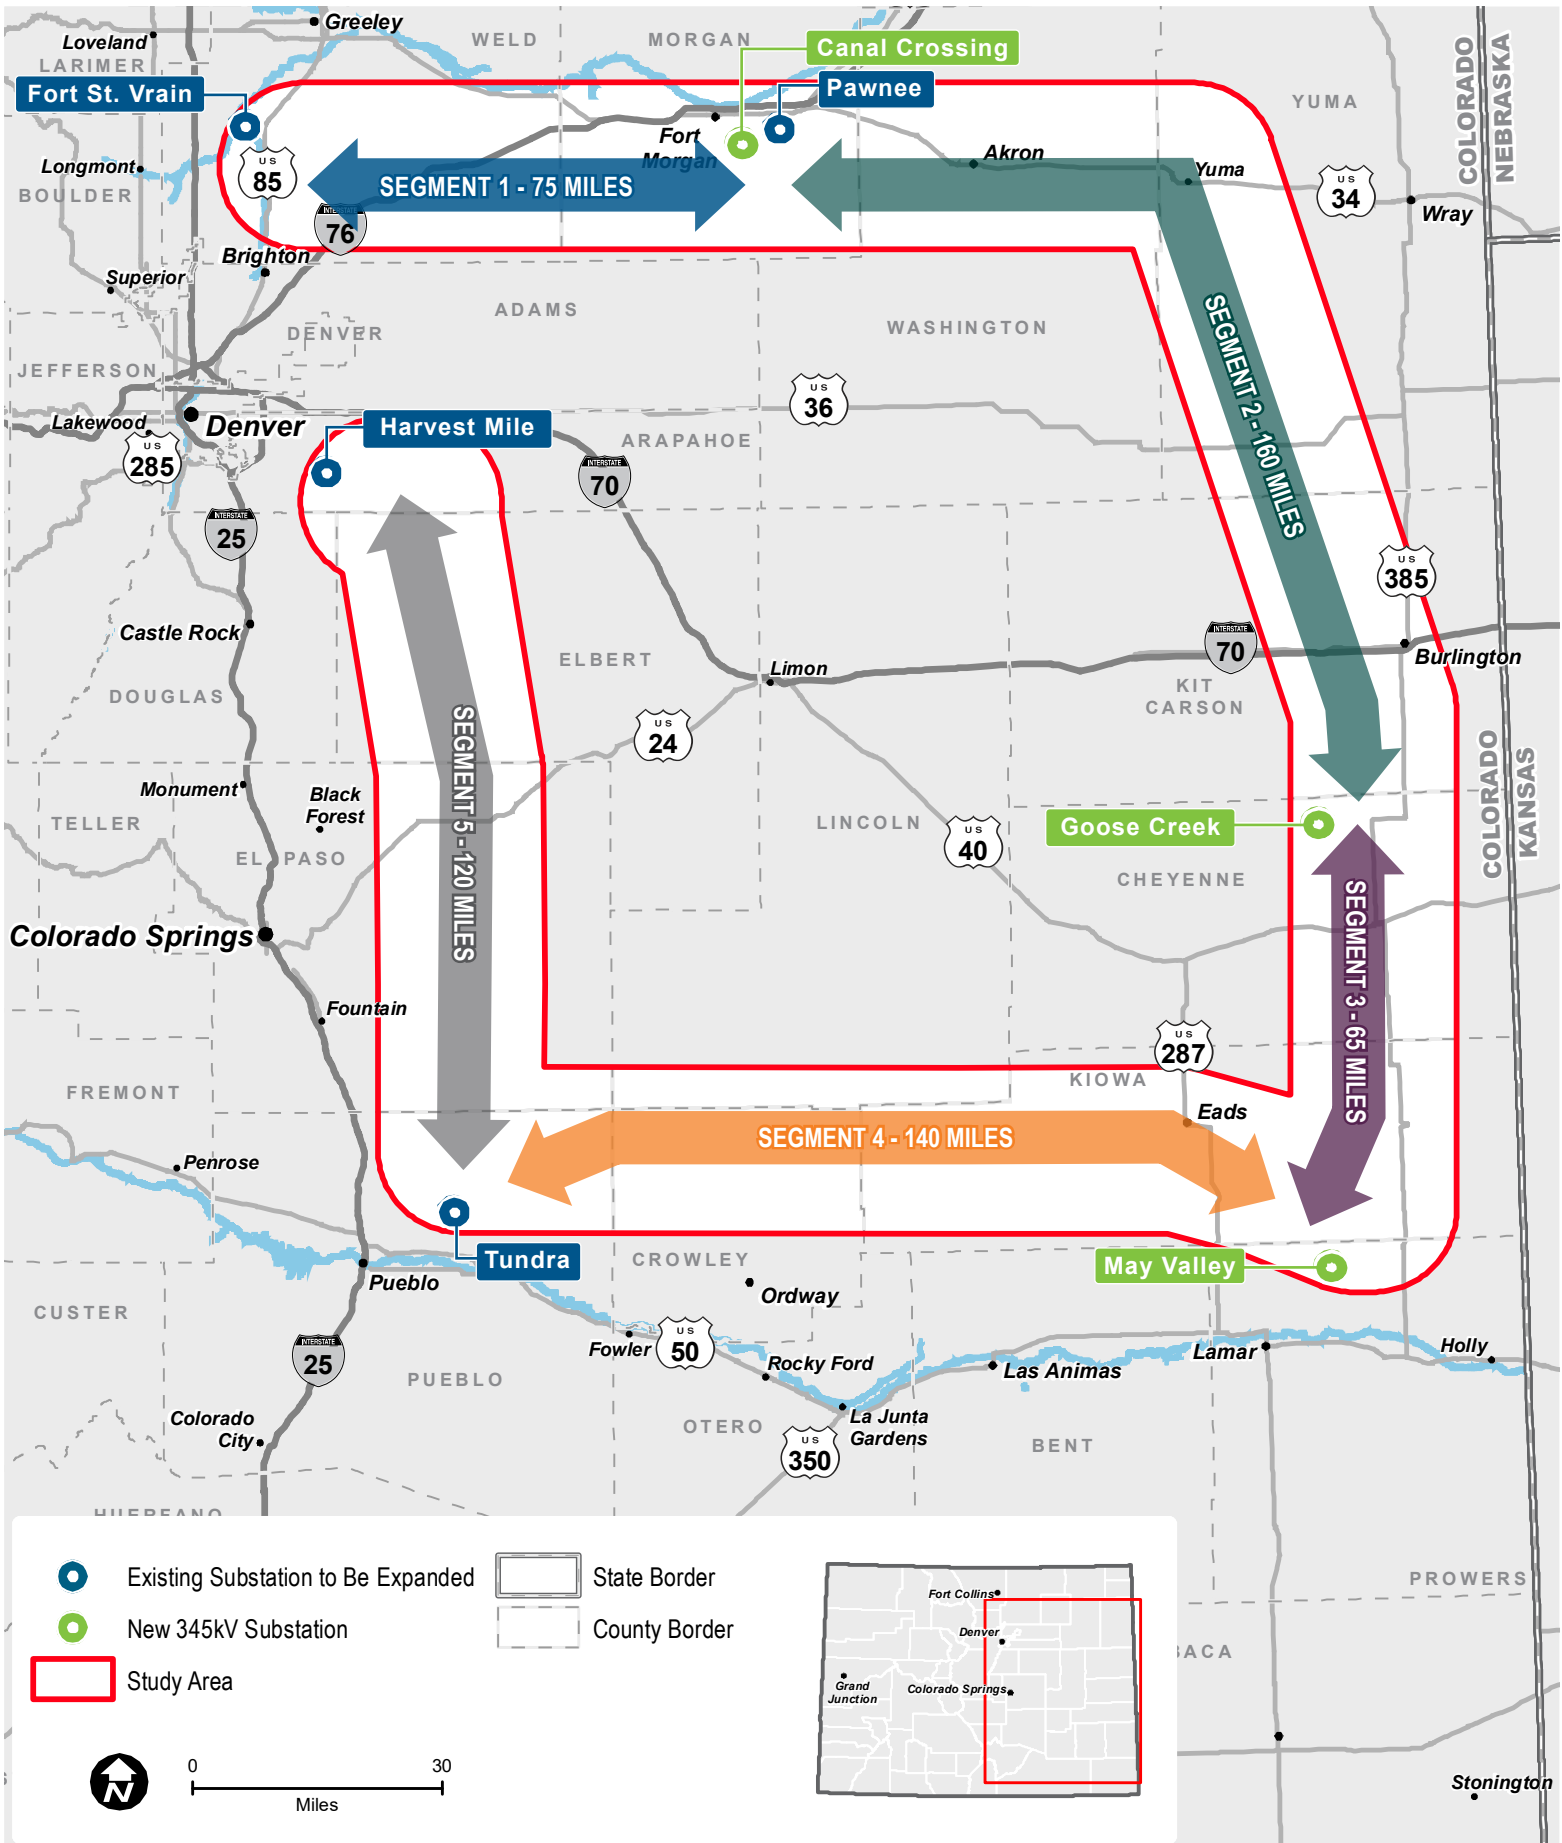 Greeley
Loveland
LARIMER
WELD
MORGAN
Canal Crossing
Fort St. Vrain
Pawnee
YUMA
COLORADO
NEBRASKA
Fort
Morgan
Longmont
US
85
BOULDER
SEGMENT 1 - 75 MILES
Akron
Yuma
US
34
Wray
INTERSTATE
76
Brighton
Superior
ADAMS
DENVER
WASHINGTON
JEFFERSON
SEGMENT 2 - 160 MILES
US
36
Lakewood
Denver
Harvest Mile
ARAPAHOE
US
285
INTERSTATE
70
INTERSTATE
25
US
385
Castle Rock
ELBERT
Limon
INTERSTATE
70
Burlington
DOUGLAS
KIT
CARSON
US
24
SEGMENT 5 - 120 MILES
COLORADO
KANSAS
Monument
Black
Forest
TELLER
EL PASO
LINCOLN
US
40
Goose Creek
CHEYENNE
SEGMENT 3 - 65 MILES
Colorado Springs
Fountain
US
287
FREMONT
KIOWA
Eads
SEGMENT 4 - 140 MILES
Penrose
Tundra
CROWLEY
May Valley
Pueblo
Ordway
CUSTER
INTERSTATE
25
Fowler
US
50
Rocky Ford
Las Animas
Lamar
Holly
PUEBLO
La Junta
Gardens
OTERO
BENT
Colorado
City
US
350
HUERFANO
Existing Substation to Be Expanded
State Border
New 345kV Substation
County Border
Study Area
PROWERS
BACA
Fort Collins
Denver
Grand
Junction
Colorado Springs
N
0
30
Miles
Stonington